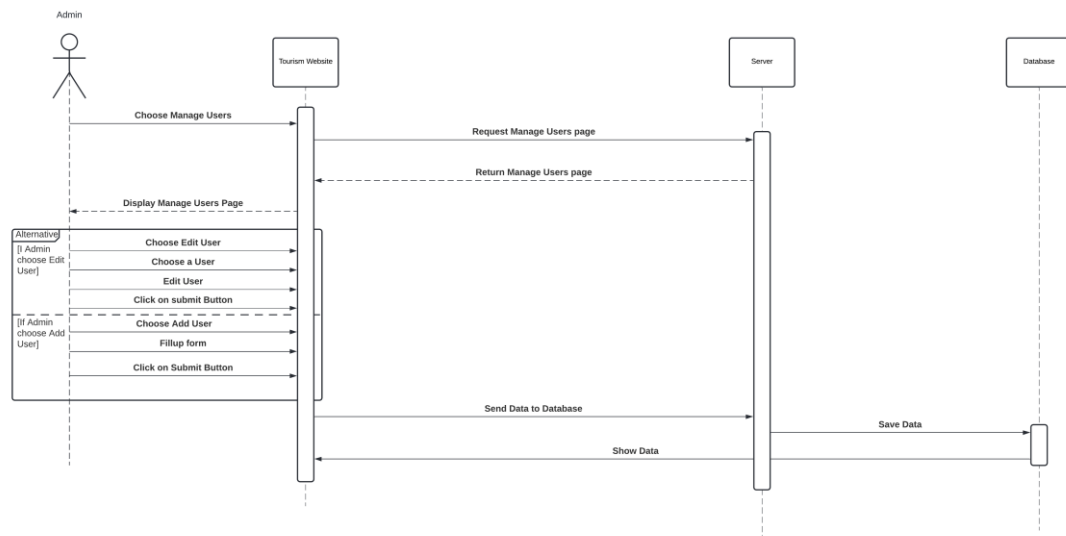 Admin
Tourism Website
Server
Database
Choose Manage Users
Request Manage Users page
Return Manage Users page
Display Manage Users Page
Alternative
[I Admin
choose Edit
User]
Choose Edit User
Choose a User
Edit User
Click on submit Button
[If Admin
choose Add
User]
Choose Add User
Fillup form
Click on Submit Button
Send Data to Database
Save Data
Show Data